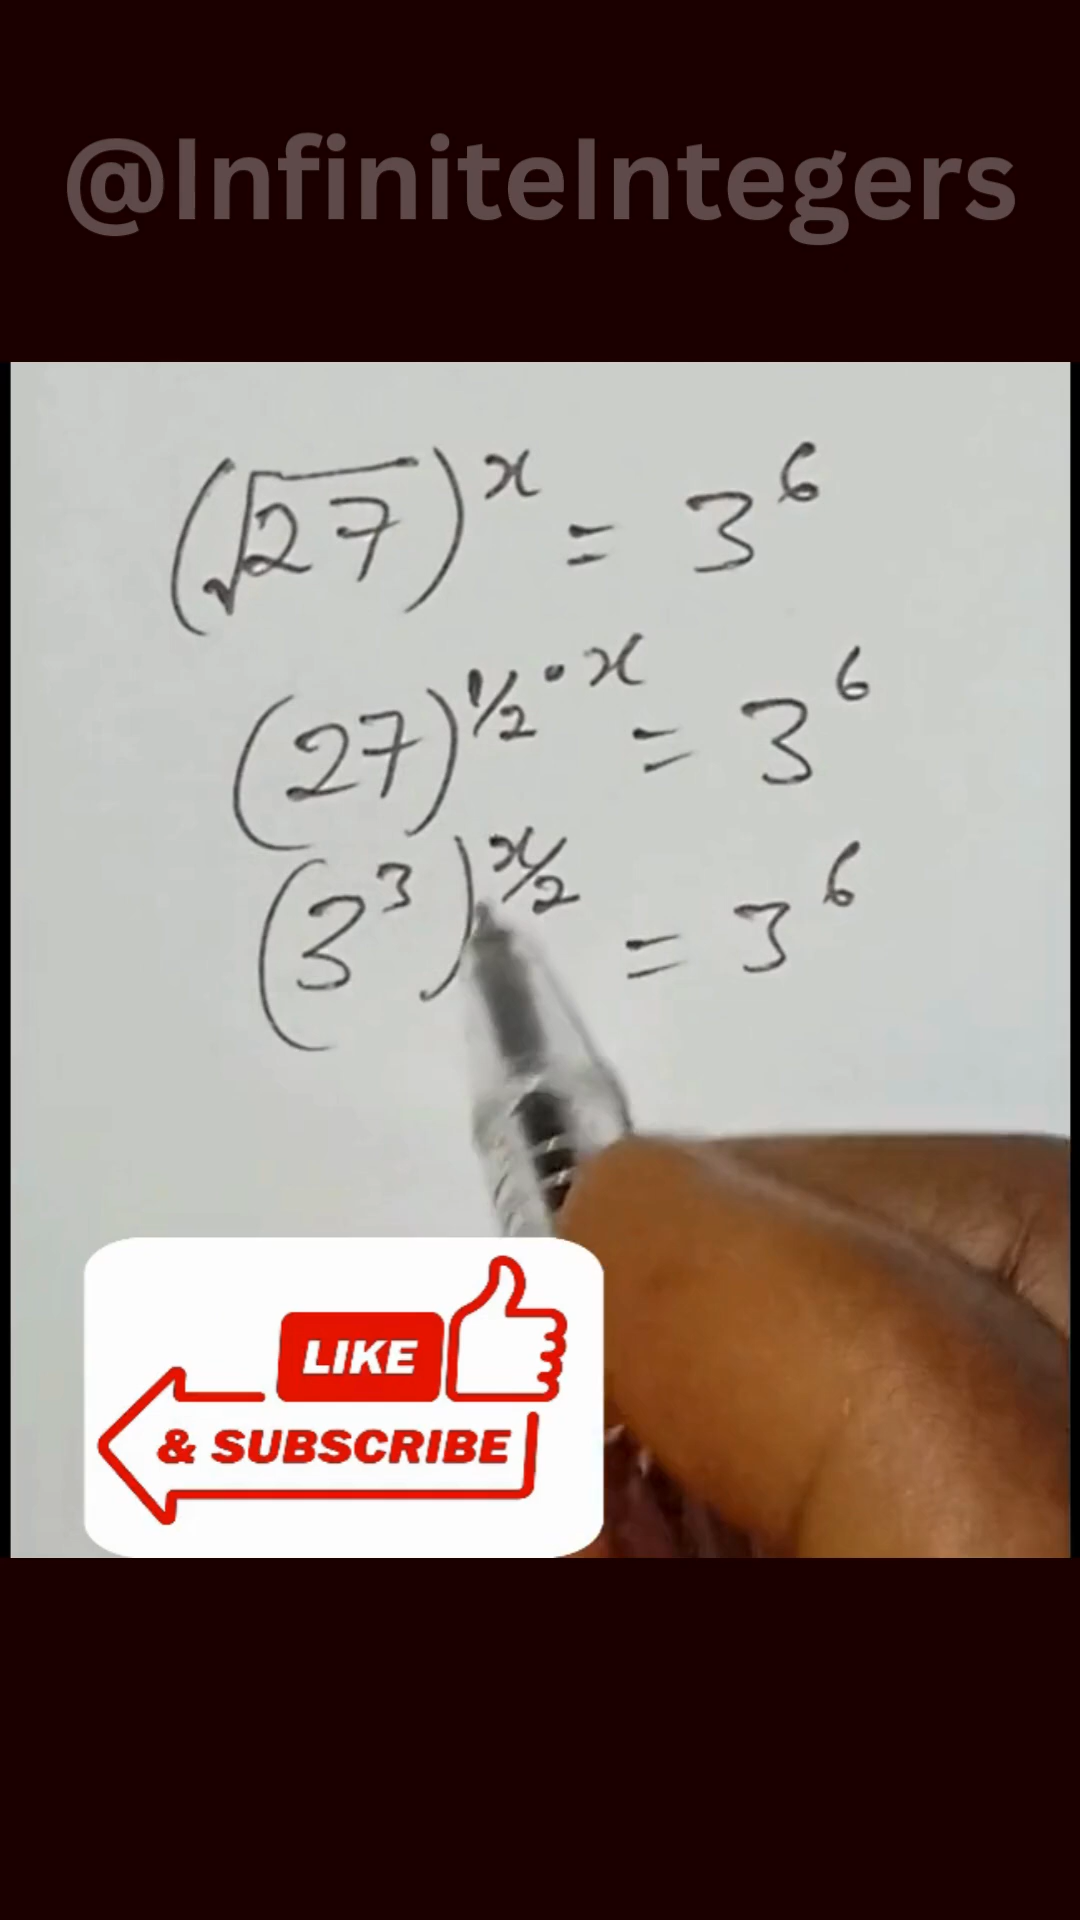 @InfiniteIntegers
(√27)^x = 3^6
(27)^1/2 · x = 3^6
(3^3)^x/2 = 3^6
LIKE
& SUBSCRIBE